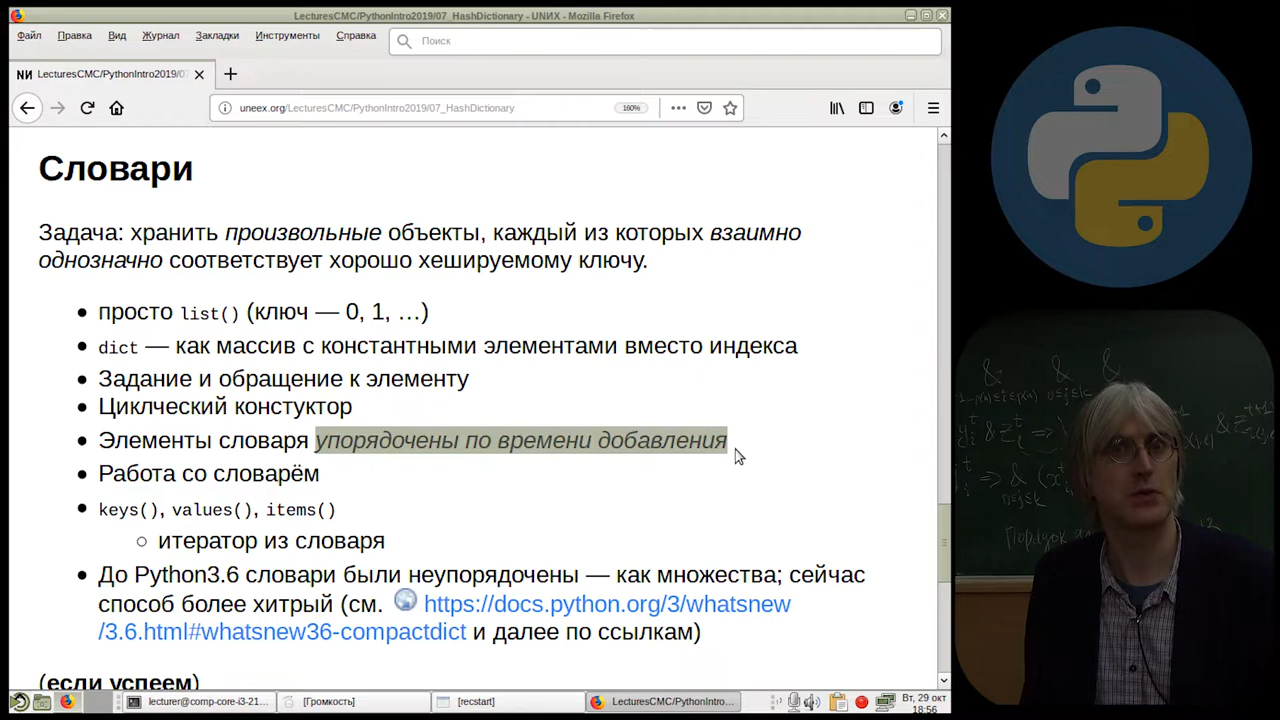 LecturesCMC/PythonIntro2019/07_HashDictionary - UNИX - Mozilla Firefox
Файл Правка Вид Журнал Закладки Инструменты Справка Поиск
NИ LecturesCMC/PythonIntro2019/07
uneex.org/LecturesCMC/PythonIntro2019/07_HashDictionary 160%
Словари
Задача: хранить произвольные объекты, каждый из которых взаимно
однозначно соответствует хорошо хешируемому ключу.
просто list() (ключ — 0, 1, …)
dict — как массив с константными элементами вместо индекса
Задание и обращение к элементу
Циклческий констуктор
Элементы словаря упорядочены по времени добавления
Работа со словарём
keys(), values(), items()
итератор из словаря
До Python3.6 словари были неупорядочены — как множества; сейчас
способ более хитрый (см. https://docs.python.org/3/whatsnew
/3.6.html#whatsnew36-compactdict и далее по ссылкам)
(если успеем)
lecturer@comp-core-i3-21... [Громкость] [recstart] LecturesCMC/PythonIntro... Вт, 29 окт
18:56